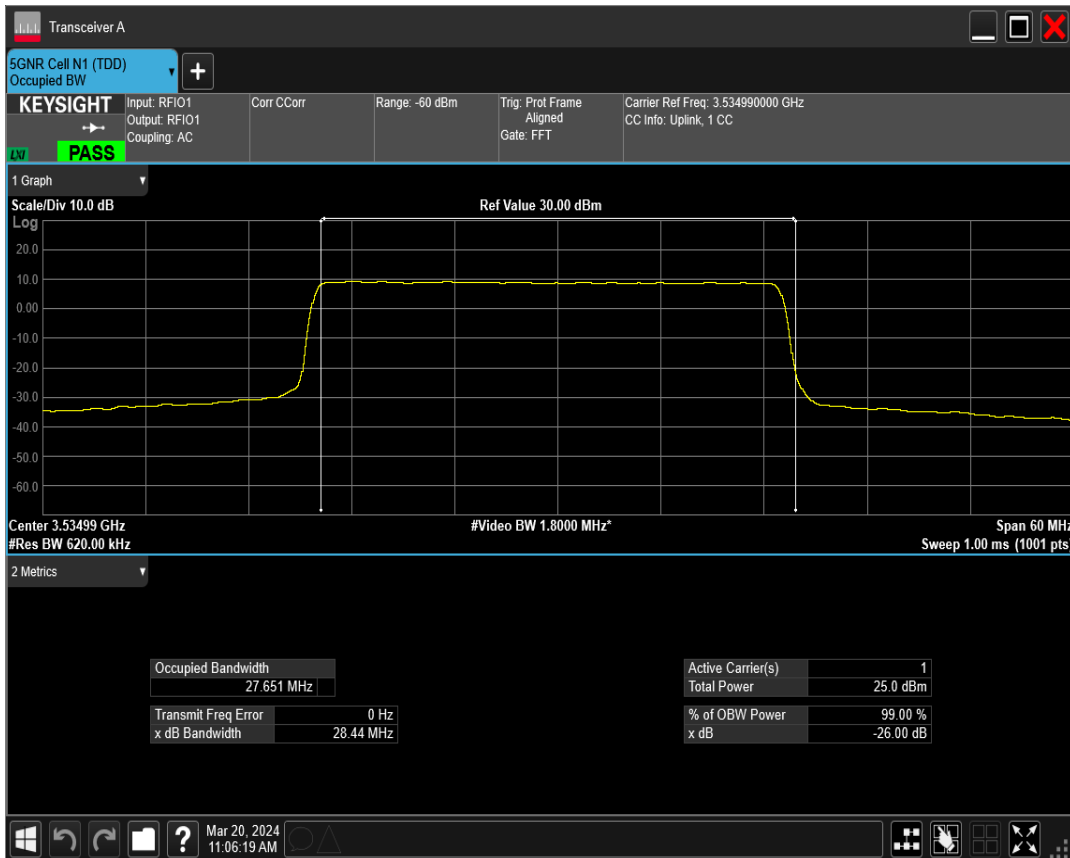 Transceiver A
5GNR Cell N1 (TDD)
Occupied BW
KEYSIGHT
LXI
PASS
Input: RFIO1
Output: RFIO1
Coupling: AC
Corr CCorr
Range: -60 dBm
Trig: Prot Frame
Aligned
Gate: FFT
Carrier Ref Freq: 3.534990000 GHz
CC Info: Uplink, 1 CC
1 Graph
Scale/Div 10.0 dB
Ref Value 30.00 dBm
Log
20.0
10.0
0.00
-10.0
-20.0
-30.0
-40.0
-50.0
-60.0
Center 3.53499 GHz
#Video BW 1.8000 MHz*
Span 60 MHz
#Res BW 620.00 kHz
Sweep 1.00 ms (1001 pts)
2 Metrics
Occupied Bandwidth
27.651 MHz
Transmit Freq Error 0 Hz
x dB Bandwidth 28.44 MHz
Active Carrier(s) 1
Total Power 25.0 dBm
% of OBW Power 99.00 %
x dB -26.00 dB
Mar 20, 2024
11:06:19 AM